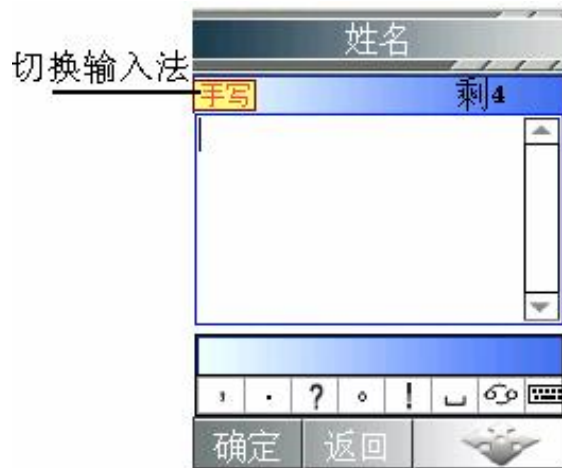 姓名
切换输入法
手写 剩4
, . ? 。 ! ⎵
确定 返回